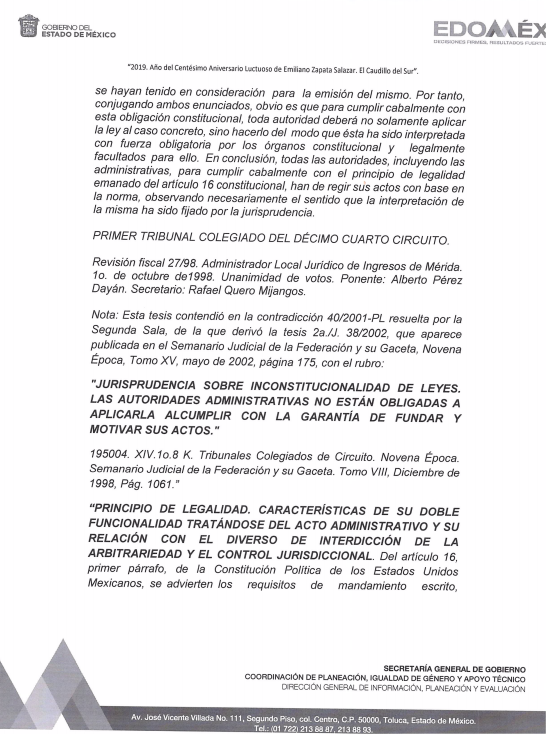 GOBIERNO DEL
ESTADO DE MÉXICO
EDOMÉX
DECISIONES FIRMES, RESULTADOS FUERTES
"2019. Año del Centésimo Aniversario Luctuoso de Emiliano Zapata Salazar. El Caudillo del Sur".
se hayan tenido en consideración para la emisión del mismo. Por tanto,
conjugando ambos enunciados, obvio es que para cumplir cabalmente con
esta obligación constitucional, toda autoridad deberá no solamente aplicar
la ley al caso concreto, sino hacerlo del modo que ésta ha sido interpretada
con fuerza obligatoria por los órganos constitucional y legalmente
facultados para ello. En conclusión, todas las autoridades, incluyendo las
administrativas, para cumplir cabalmente con el principio de legalidad
emanado del artículo 16 constitucional, han de regir sus actos con base en
la norma, observando necesariamente el sentido que la interpretación de
la misma ha sido fijado por la jurisprudencia.
PRIMER TRIBUNAL COLEGIADO DEL DÉCIMO CUARTO CIRCUITO.
Revisión fiscal 27/98. Administrador Local Jurídico de Ingresos de Mérida.
1o. de octubre de1998. Unanimidad de votos. Ponente: Alberto Pérez
Dayán. Secretario: Rafael Quero Mijangos.
Nota: Esta tesis contendió en la contradicción 40/2001-PL resuelta por la
Segunda Sala, de la que derivó la tesis 2a./J. 38/2002, que aparece
publicada en el Semanario Judicial de la Federación y su Gaceta, Novena
Época, Tomo XV, mayo de 2002, página 175, con el rubro:
"JURISPRUDENCIA SOBRE INCONSTITUCIONALIDAD DE LEYES.
LAS AUTORIDADES ADMINISTRATIVAS NO ESTÁN OBLIGADAS A
APLICARLA ALCUMPLIR CON LA GARANTÍA DE FUNDAR Y
MOTIVAR SUS ACTOS."
195004. XIV.1o.8 K. Tribunales Colegiados de Circuito. Novena Época.
Semanario Judicial de la Federación y su Gaceta. Tomo VIII, Diciembre de
1998, Pág. 1061."
"PRINCIPIO DE LEGALIDAD. CARACTERÍSTICAS DE SU DOBLE
FUNCIONALIDAD TRATÁNDOSE DEL ACTO ADMINISTRATIVO Y SU
RELACIÓN CON EL DIVERSO DE INTERDICCIÓN DE LA
ARBITRARIEDAD Y EL CONTROL JURISDICCIONAL. Del artículo 16,
primer párrafo, de la Constitución Política de los Estados Unidos
Mexicanos, se advierten los requisitos de mandamiento escrito,
SECRETARÍA GENERAL DE GOBIERNO
COORDINACIÓN DE PLANEACIÓN, IGUALDAD DE GÉNERO Y APOYO TÉCNICO
DIRECCIÓN GENERAL DE INFORMACIÓN, PLANEACIÓN Y EVALUACIÓN
Av. José Vicente Villada No. 111, Segundo Piso, col. Centro, C.P. 50000, Toluca, Estado de México.
Tel.: (01 722) 213 88 87, 213 88 93.